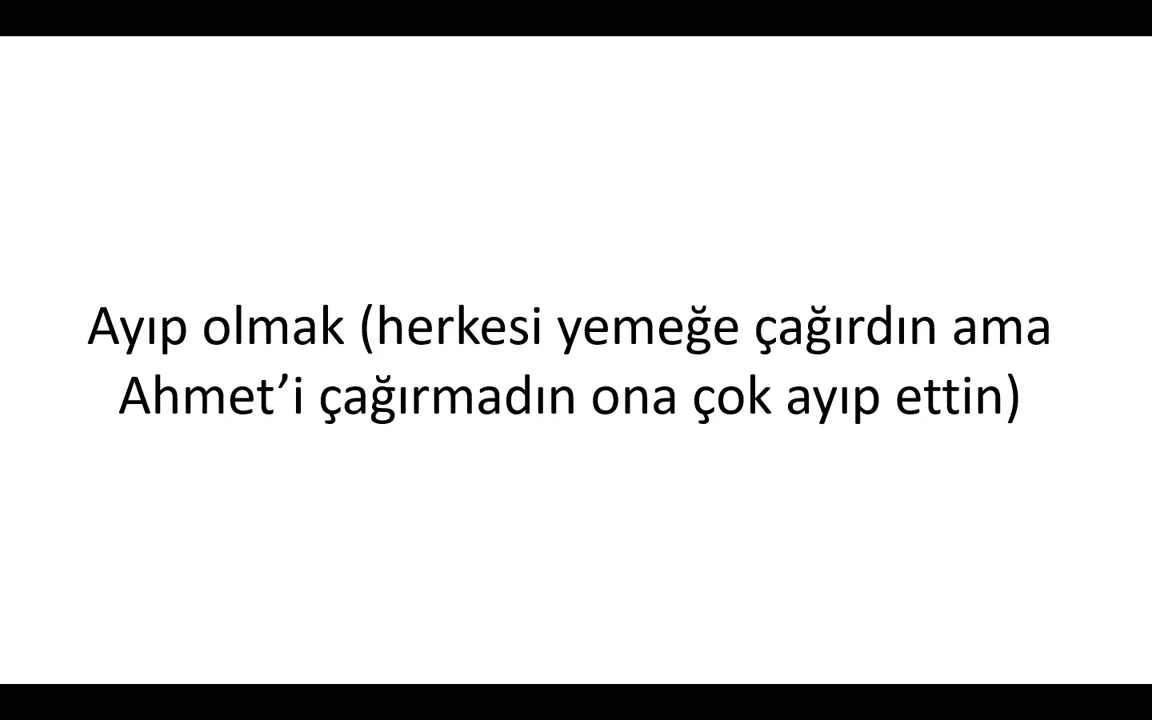 Ayıp olmak (herkesi yemeğe çağırdın ama
Ahmet’i çağırmadın ona çok ayıp ettin)